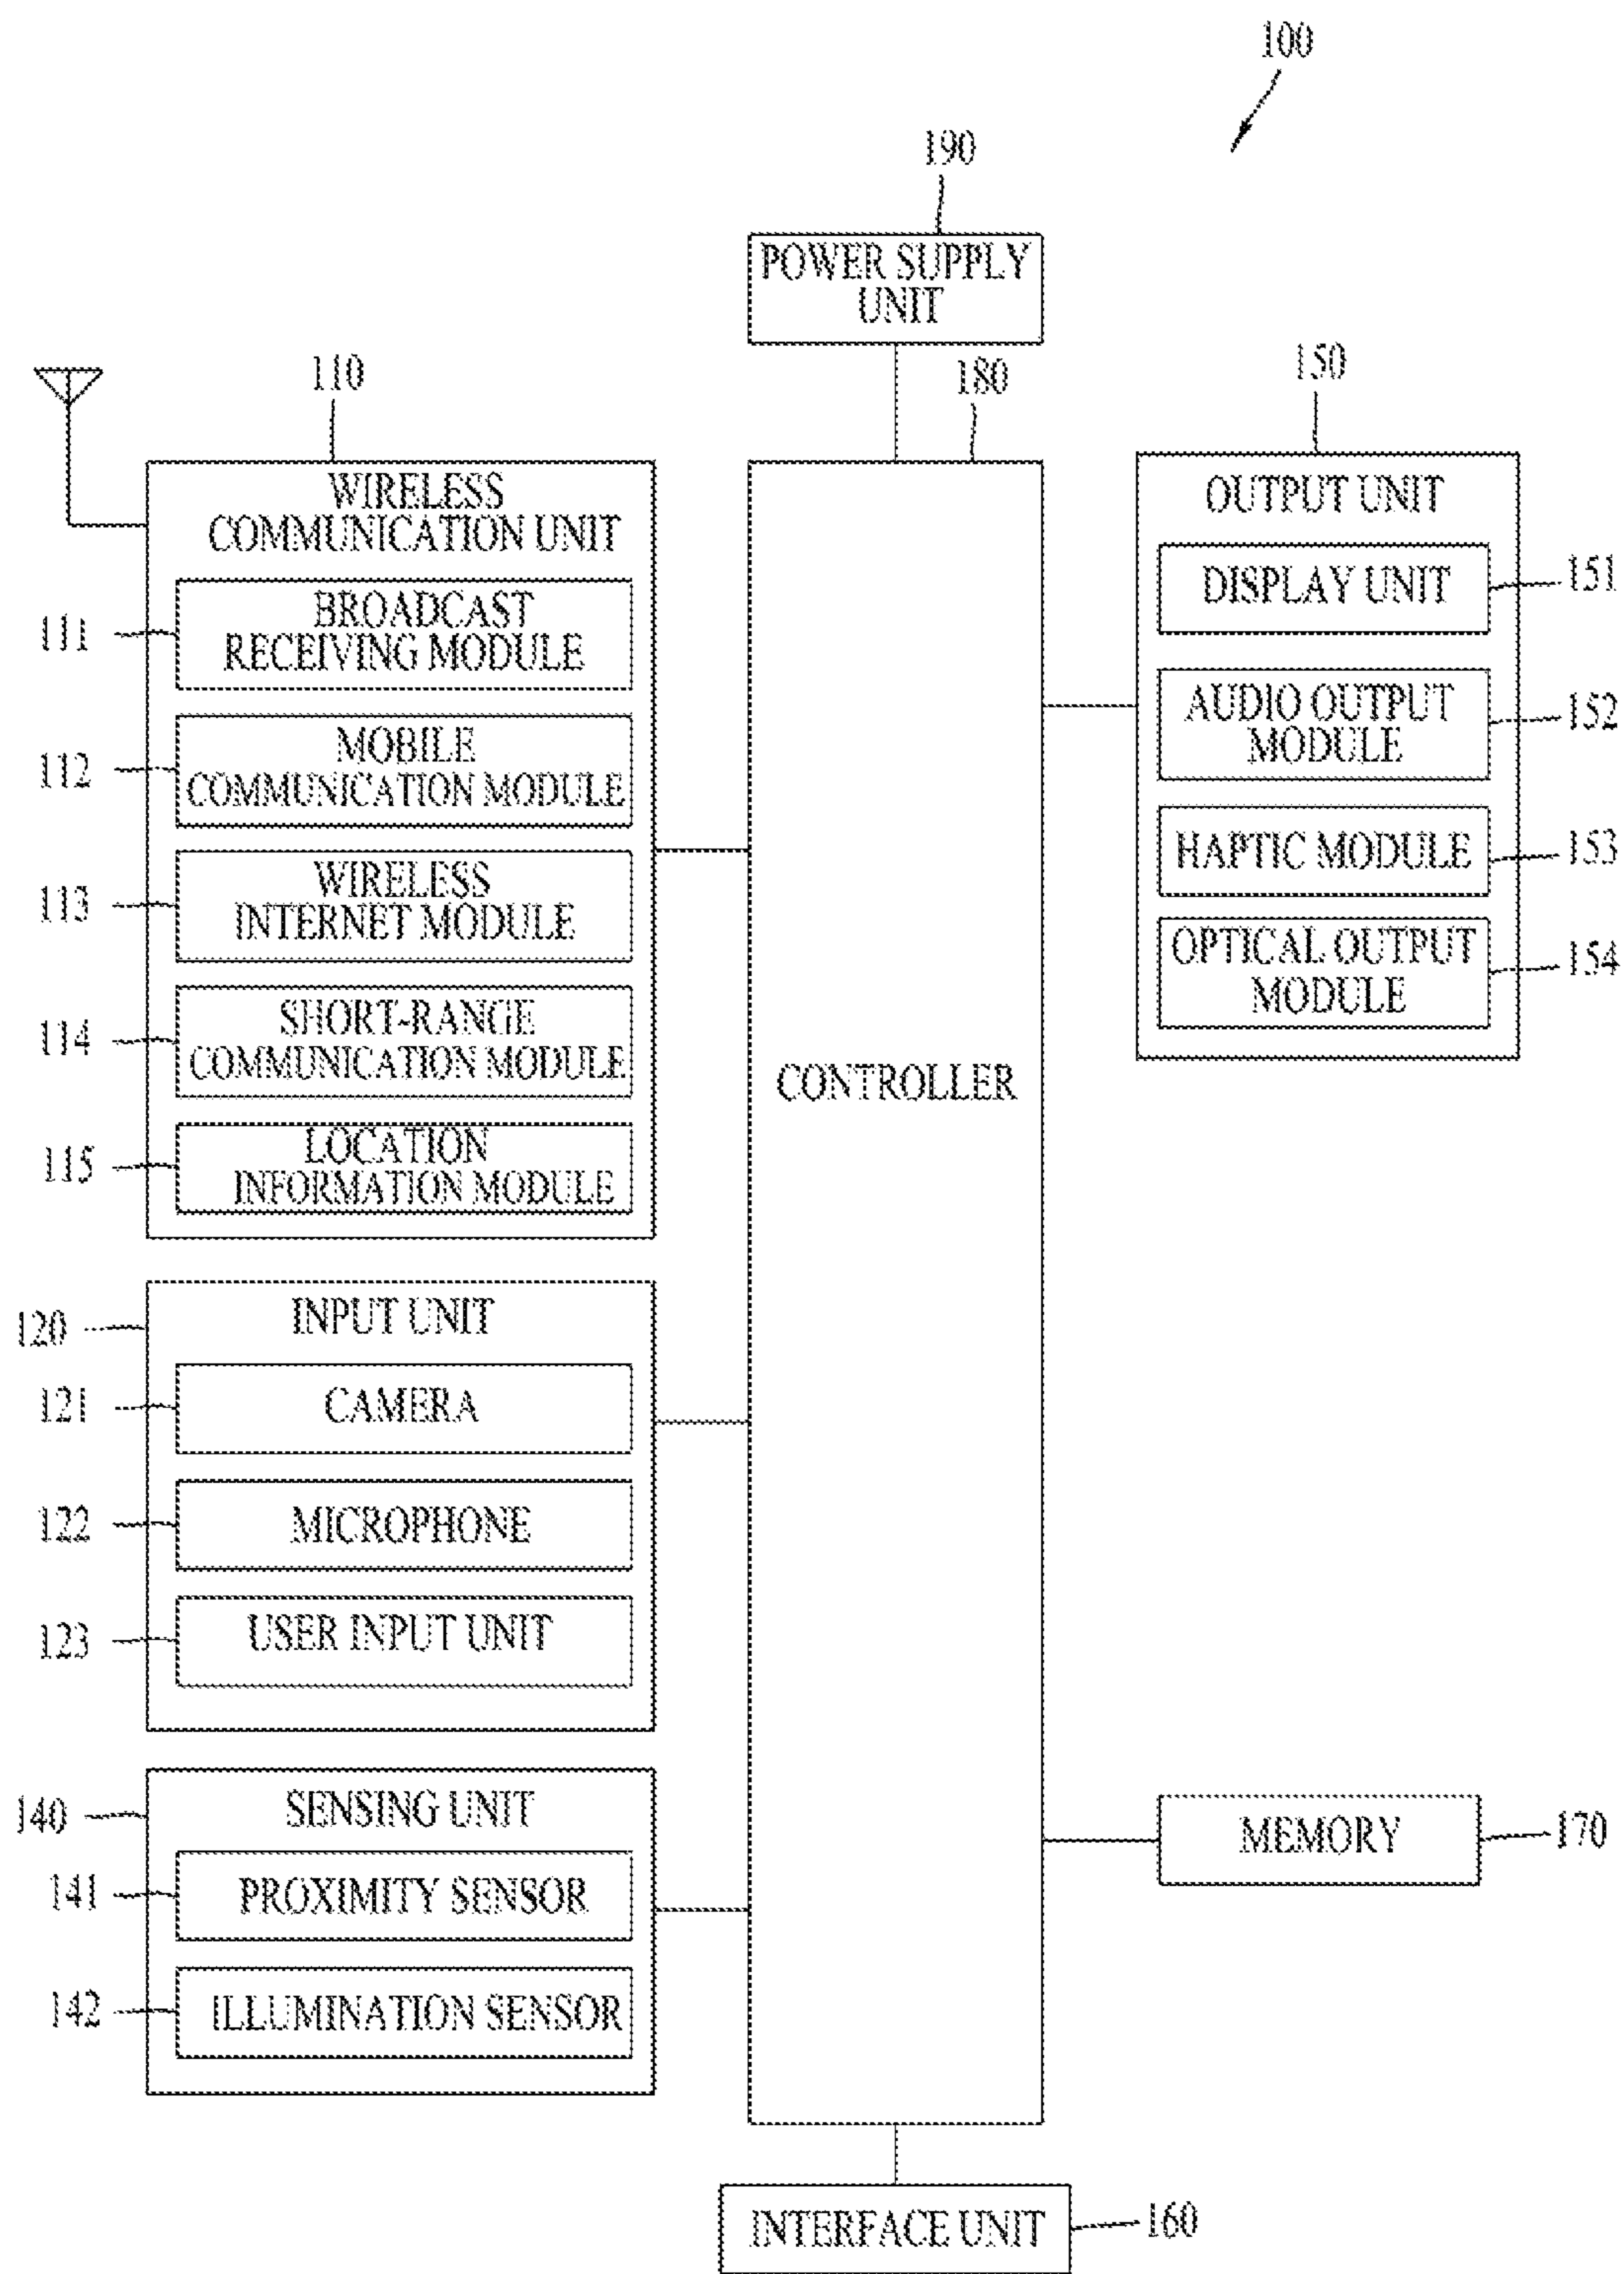 100
190
POWER SUPPLY
UNIT
110
180
150
WIRELESS
COMMUNICATION UNIT
111
BROADCAST
RECEIVING MODULE
112
MOBILE
COMMUNICATION MODULE
113
WIRELESS
INTERNET MODULE
114
SHORT-RANGE
COMMUNICATION MODULE
115
LOCATION
INFORMATION MODULE
120
INPUT UNIT
121
CAMERA
122
MICROPHONE
123
USER INPUT UNIT
140
SENSING UNIT
141
PROXIMITY SENSOR
142
ILLUMINATION SENSOR
CONTROLLER
OUTPUT UNIT
DISPLAY UNIT
151
AUDIO OUTPUT
MODULE
152
HAPTIC MODULE
153
OPTICAL OUTPUT
MODULE
154
MEMORY
170
INTERFACE UNIT
160